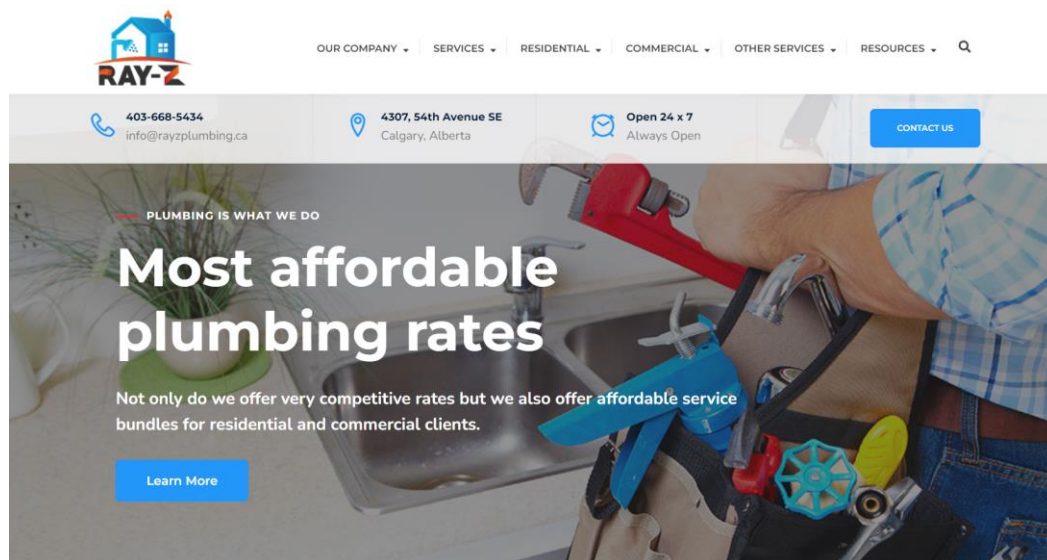 RAY-Z
OUR COMPANY
SERVICES
RESIDENTIAL
COMMERCIAL
OTHER SERVICES
RESOURCES
403-668-5434
info@rayzplumbing.ca
4307, 54th Avenue SE
Calgary, Alberta
Open 24 x 7
Always Open
CONTACT US
PLUMBING IS WHAT WE DO
Most affordable
plumbing rates
Not only do we offer very competitive rates but we also offer affordable service
bundles for residential and commercial clients.
Learn More